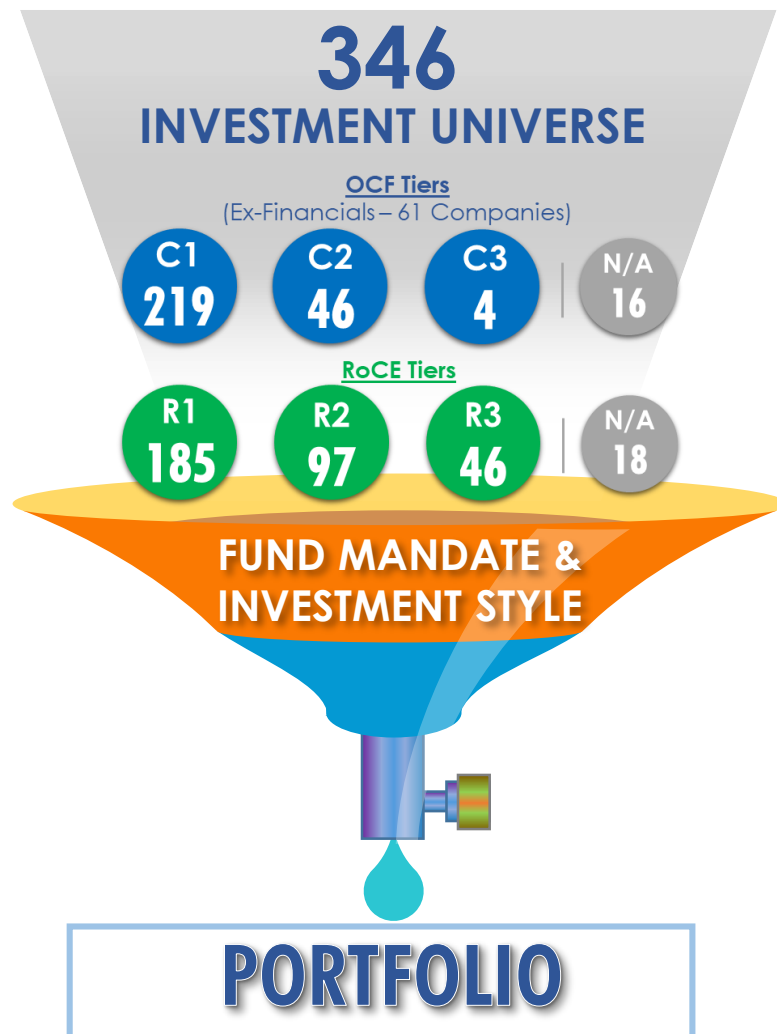 346
INVESTMENT UNIVERSE
OCF Tiers
(Ex-Financials – 61 Companies)
C1 C2 C3 N/A
219 46 4 16
RoCE Tiers
R1 R2 R3 N/A
185 97 46 18
FUND MANDATE &
INVESTMENT STYLE
PORTFOLIO